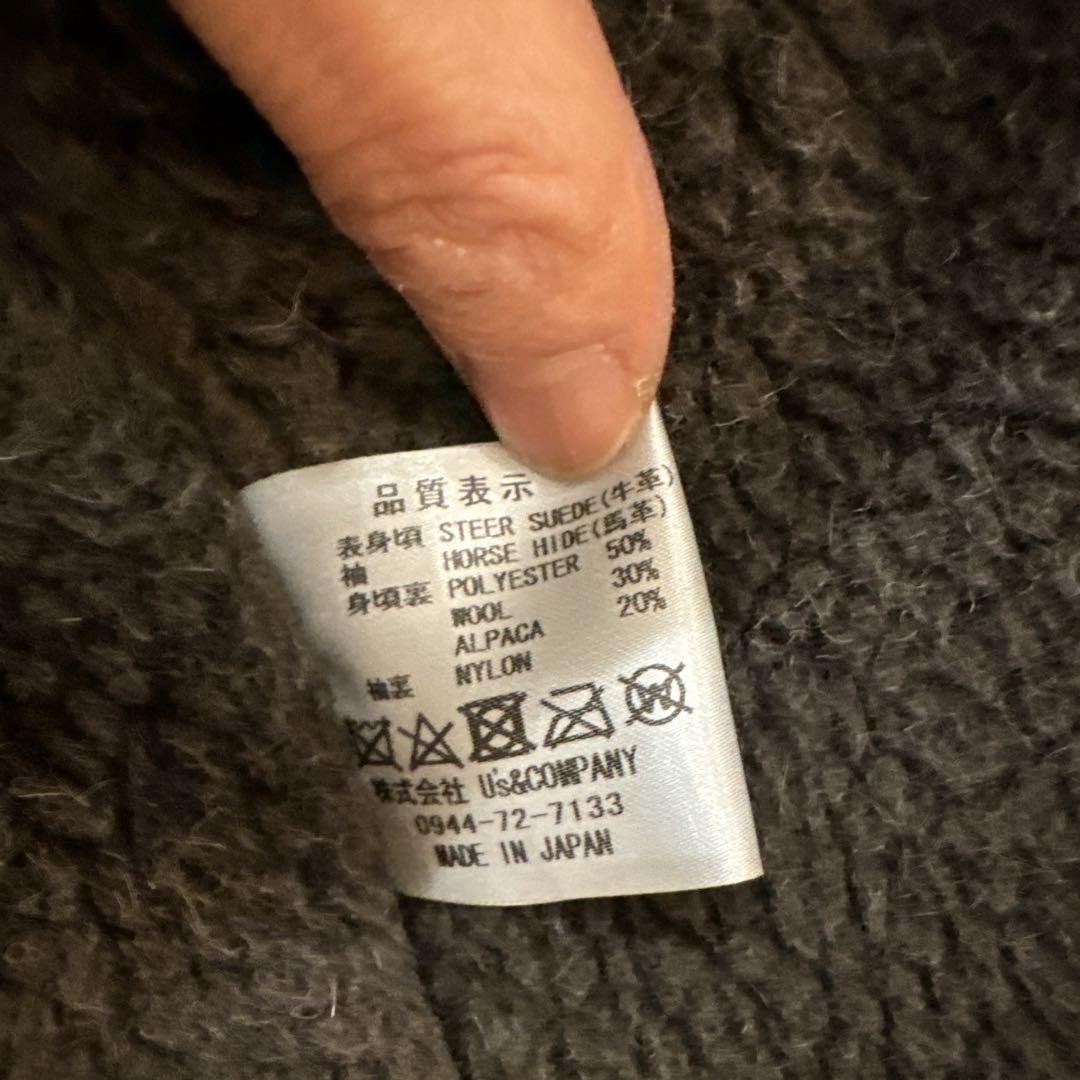 品質表示
表身頃 STEER SUEDE(牛革)
袖 HORSE HIDE(馬革)
身頃裏 POLYESTER 50%
WOOL 30%
ALPACA 20%
袖裏 NYLON
W
株式会社 U's&COMPANY
0944-72-7133
MADE IN JAPAN